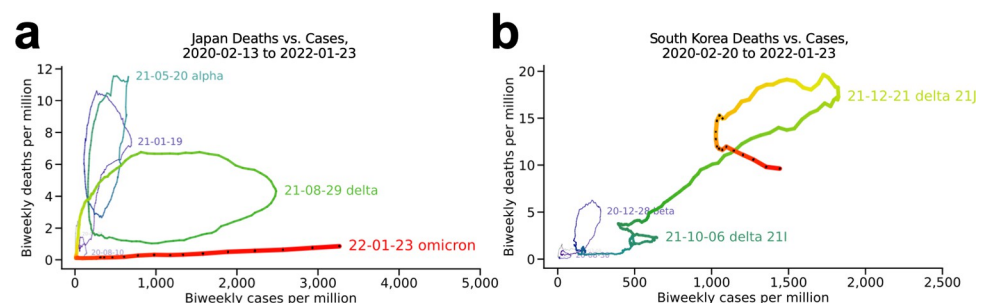 a
Japan Deaths vs. Cases,
2020-02-13 to 2022-01-23
Biweekly deaths per million
12
10
8
6
4
2
0
21-05-20 alpha
21-01-19
21-08-29 delta
22-01-23 omicron
20-08-10
0
1,000
2,000
3,000
4,000
5,000
Biweekly cases per million
b
South Korea Deaths vs. Cases,
2020-02-20 to 2022-01-23
Biweekly deaths per million
20
15
10
5
0
21-12-21 delta 21J
20-12-28 beta
21-10-06 delta 21I
0
500
1,000
1,500
2,000
2,500
Biweekly cases per million